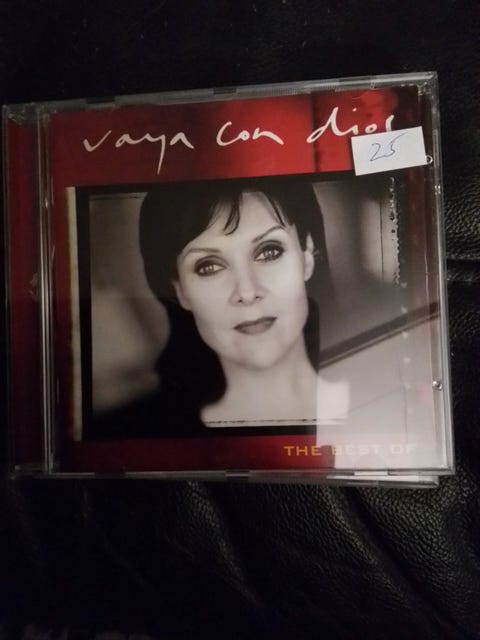 vaya con dios
25
THE BEST OF